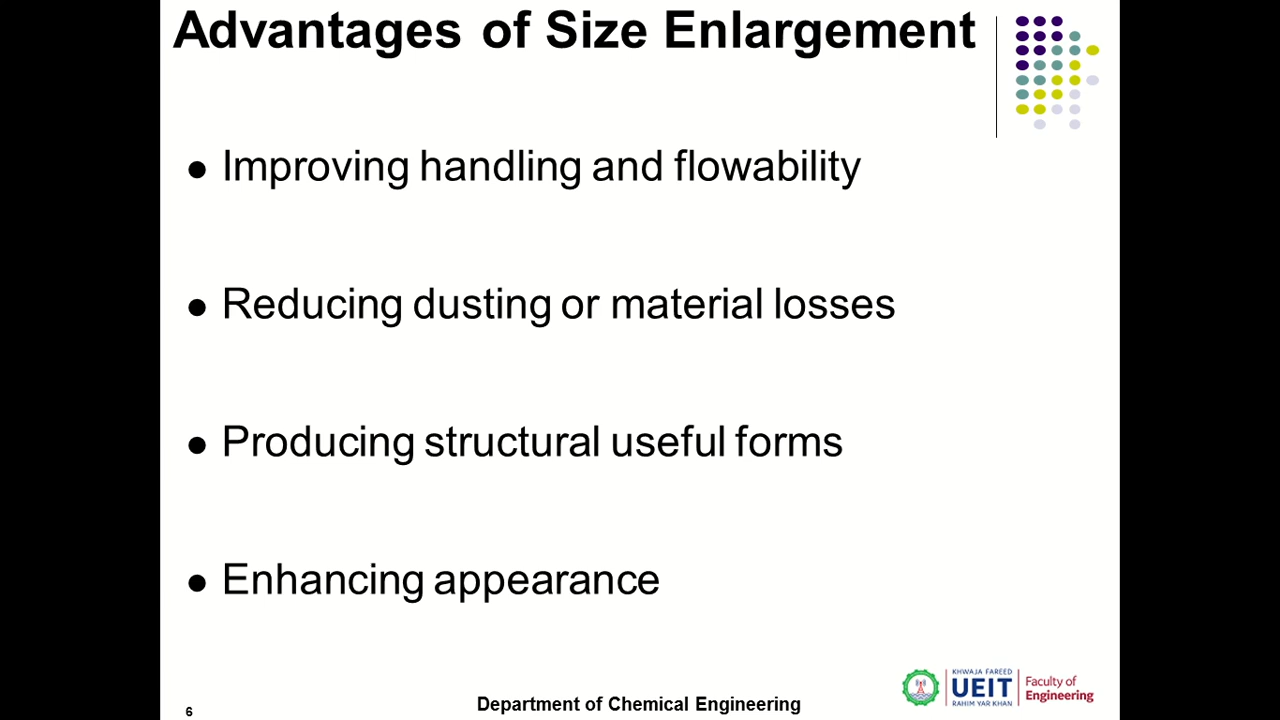 Advantages of Size Enlargement
● Improving handling and flowability
● Reducing dusting or material losses
● Producing structural useful forms
● Enhancing appearance
6
Department of Chemical Engineering
KHWAJA FAREED
UEIT
RAHIM YAR KHAN
Faculty of
Engineering